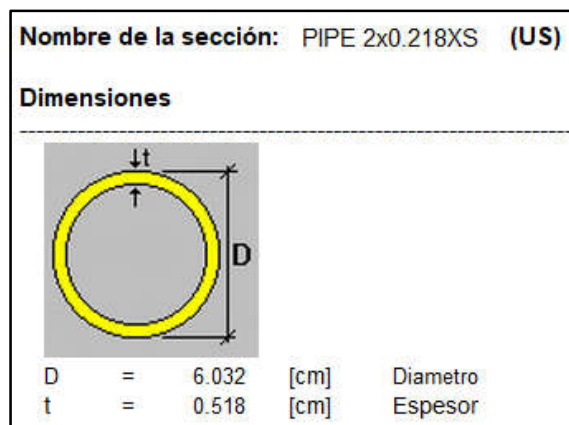 Nombre de la sección: PIPE 2x0.218XS (US)
Dimensiones
t
D
D = 6.032 [cm] Diametro
t = 0.518 [cm] Espesor